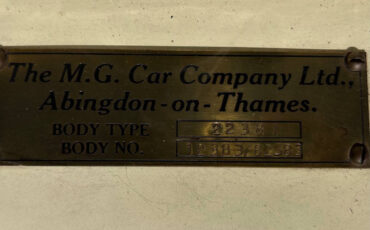 The M.G. Car Company Ltd.,
Abingdon-on-Thames.
BODY TYPE
BODY NO.